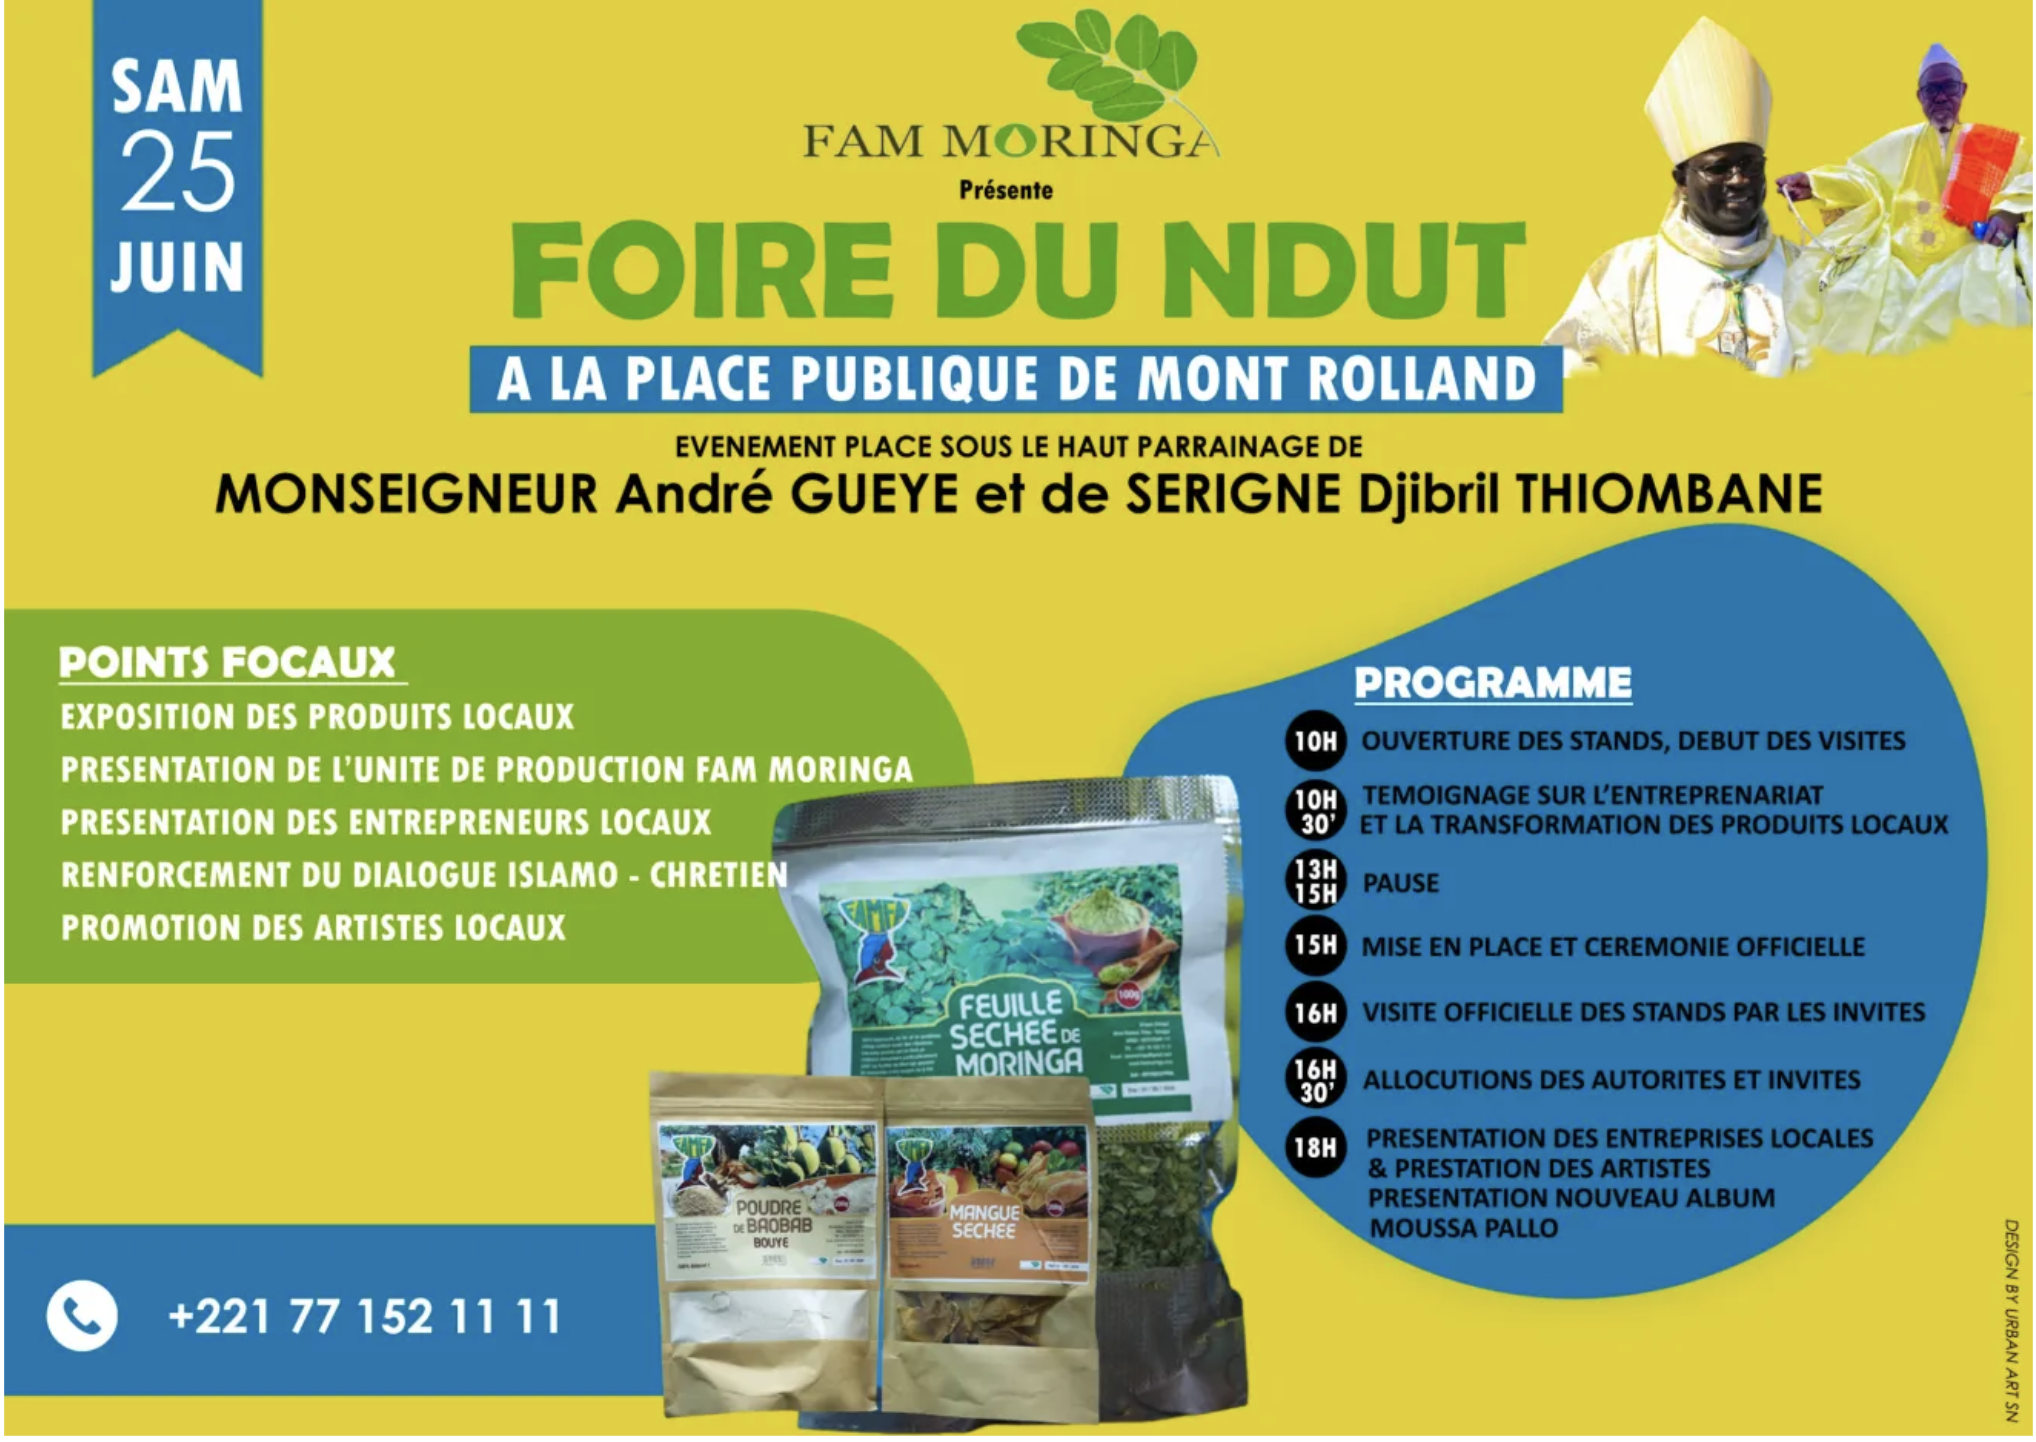 SAM
25
JUIN
FAM MORINGA
Présente
FOIRE DU NDUT
A LA PLACE PUBLIQUE DE MONT ROLLAND
EVENEMENT PLACE SOUS LE HAUT PARRAINAGE DE
MONSEIGNEUR André GUEYE et de SERIGNE Djibril THIOMBANE
POINTS FOCAUX
EXPOSITION DES PRODUITS LOCAUX
PRESENTATION DE L'UNITE DE PRODUCTION FAM MORINGA
PRESENTATION DES ENTREPRENEURS LOCAUX
RENFORCEMENT DU DIALOGUE ISLAMO - CHRETIEN
PROMOTION DES ARTISTES LOCAUX
PROGRAMME
10H OUVERTURE DES STANDS, DEBUT DES VISITES
10H 30' TEMOIGNAGE SUR L'ENTREPRENARIAT
ET LA TRANSFORMATION DES PRODUITS LOCAUX
13H 15H PAUSE
15H MISE EN PLACE ET CEREMONIE OFFICIELLE
16H VISITE OFFICIELLE DES STANDS PAR LES INVITES
16H 30' ALLOCUTIONS DES AUTORITES ET INVITES
18H PRESENTATION DES ENTREPRISES LOCALES
& PRESTATION DES ARTISTES
PRESENTATION NOUVEAU ALBUM
MOUSSA PALLO
100g
FEUILLE
SECHEE DE
MORINGA
POUDRE
DE BAOBAB
BOUYE
MANGUE
SECHEE
+221 77 152 11 11
DESIGN BY URBAN ART SN